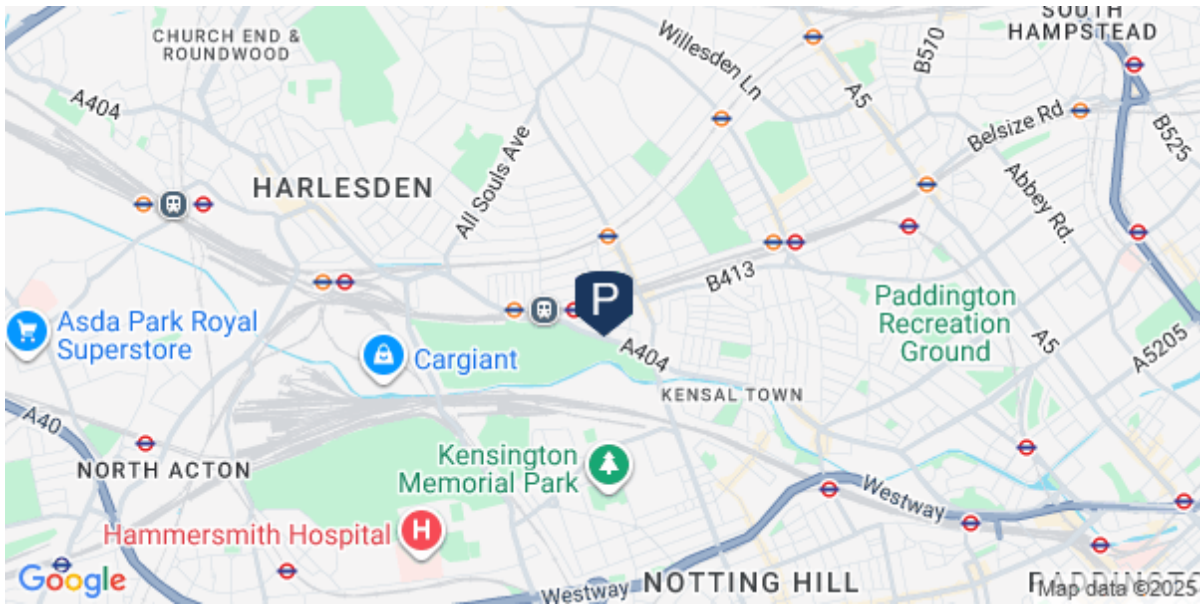 SOUTH
HAMPSTEAD
CHURCH END &
ROUNDWOOD
Willesden Ln
B570
A5
A404
Belsize Rd
B525
All Souls Ave
HARLESDEN
Abbey Rd.
B413
P
Paddington
Recreation
Ground
Asda Park Royal
Superstore
Cargiant
A404
A5
A5205
KENSAL TOWN
A40
NORTH ACTON
Kensington
Memorial Park
Westway
Hammersmith Hospital
H
Google
Westway
NOTTING HILL
Map data ©2025